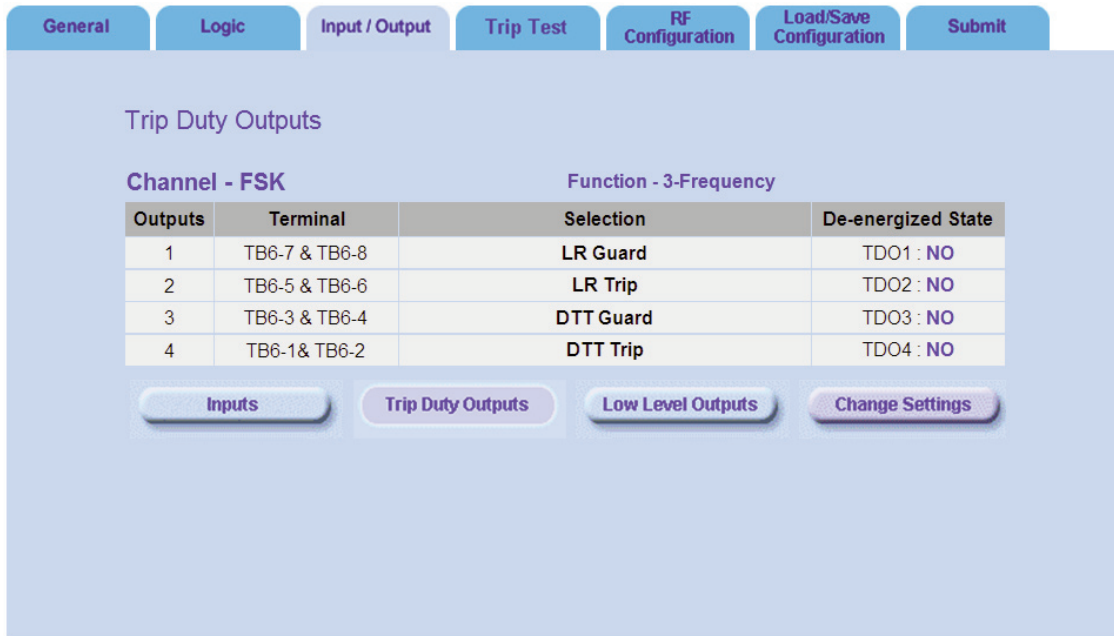 General Logic Input / Output Trip Test RF Configuration Load/Save Configuration Submit
Trip Duty Outputs
Channel - FSK Function - 3-Frequency
Outputs Terminal Selection De-energized State
1 TB6-7 & TB6-8 LR Guard TDO1 : NO
2 TB6-5 & TB6-6 LR Trip TDO2 : NO
3 TB6-3 & TB6-4 DTT Guard TDO3 : NO
4 TB6-1& TB6-2 DTT Trip TDO4 : NO
Inputs Trip Duty Outputs Low Level Outputs Change Settings